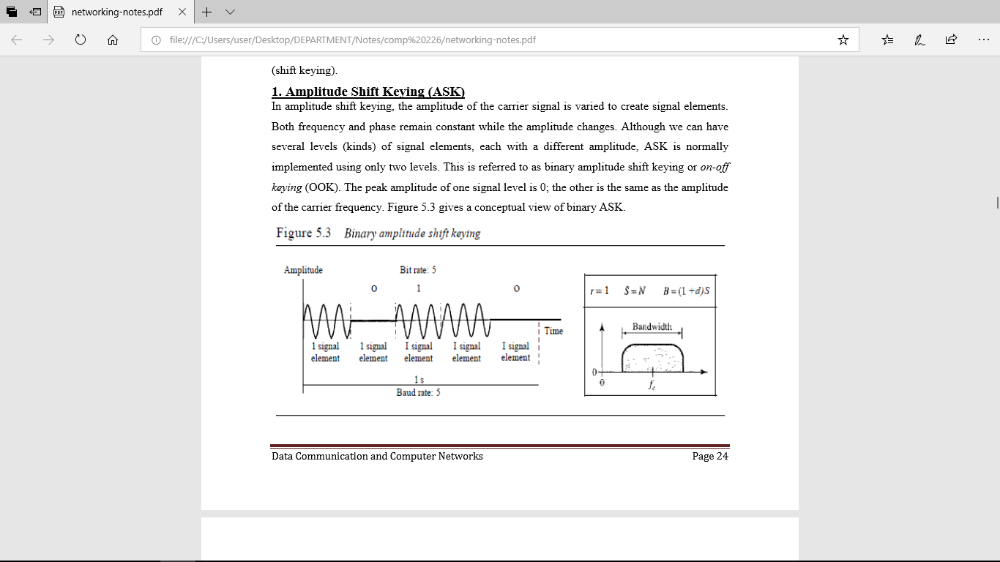 networking-notes.pdf
file:///C:/Users/user/Desktop/DEPARTMENT/Notes/comp%20226/networking-notes.pdf
(shift keying).
1. Amplitude Shift Keying (ASK)
In amplitude shift keying, the amplitude of the carrier signal is varied to create signal elements.
Both frequency and phase remain constant while the amplitude changes. Although we can have
several levels (kinds) of signal elements, each with a different amplitude, ASK is normally
implemented using only two levels. This is referred to as binary amplitude shift keying or on-off
keying (OOK). The peak amplitude of one signal level is 0; the other is the same as the amplitude
of the carrier frequency. Figure 5.3 gives a conceptual view of binary ASK.
Figure 5.3 Binary amplitude shift keying
Amplitude
Bit rate: 5
0 1 0
Time
1 signal 1 signal I signal I signal I signal
element element element element element
1 s
Baud rate: 5
r = 1 S = N B = (1 + d)S
Bandwidth
0
0
fc
Data Communication and Computer Networks Page 24